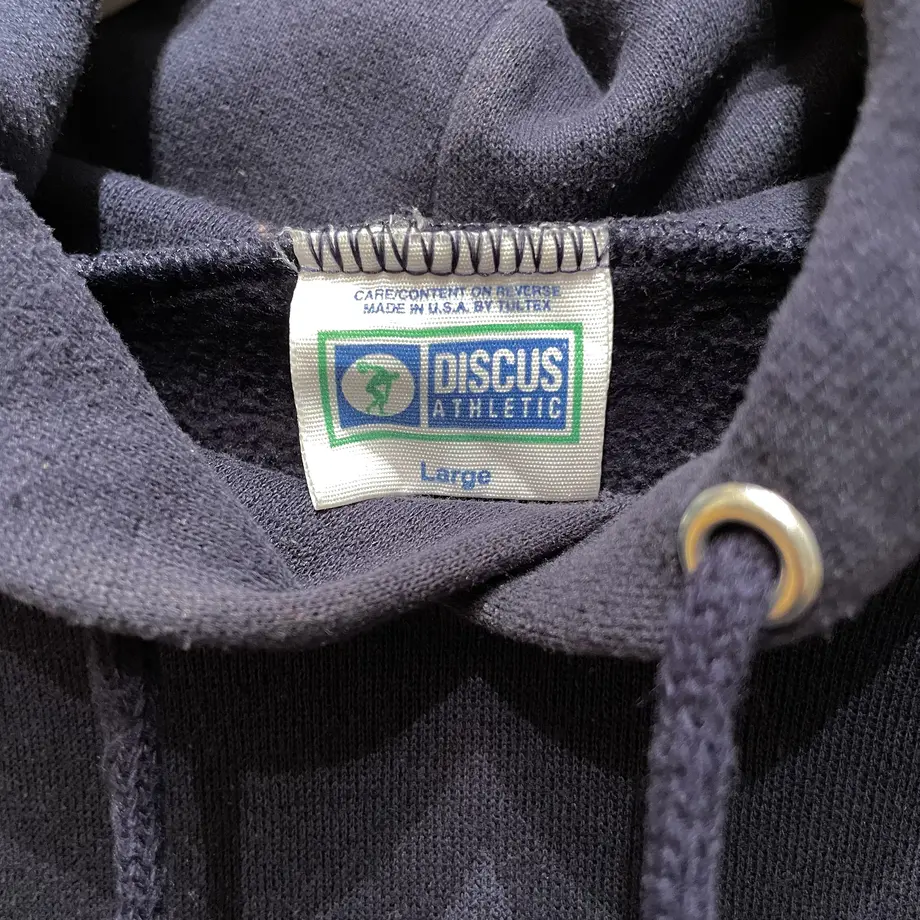 CARE/CONTENT ON REVERSE
MADE IN U.S.A. BY TULTEX
DISCUS
ATHLETIC
Large